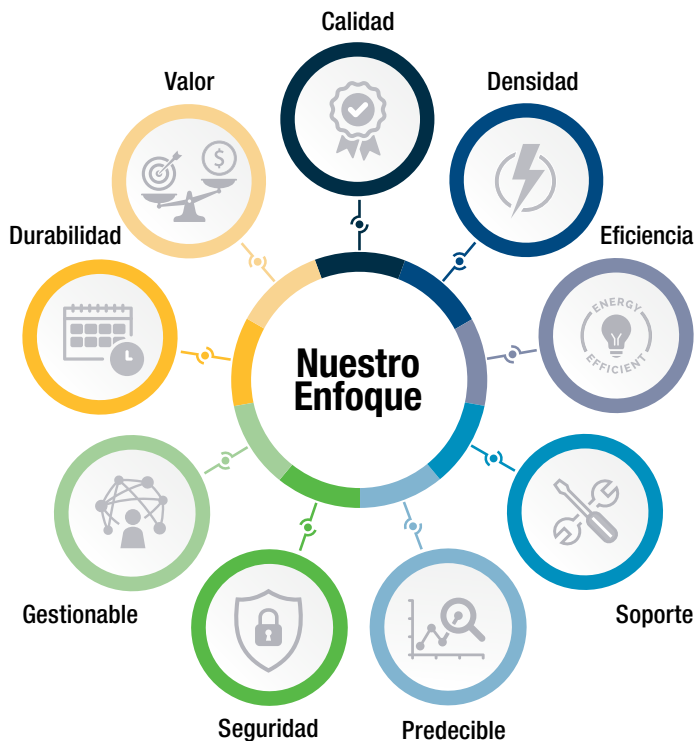 Calidad
Valor
Densidad
$
Durabilidad
Eficiencia
ENERGY
EFFICIENT
Nuestro
Enfoque
Gestionable
Soporte
Seguridad
Predecible